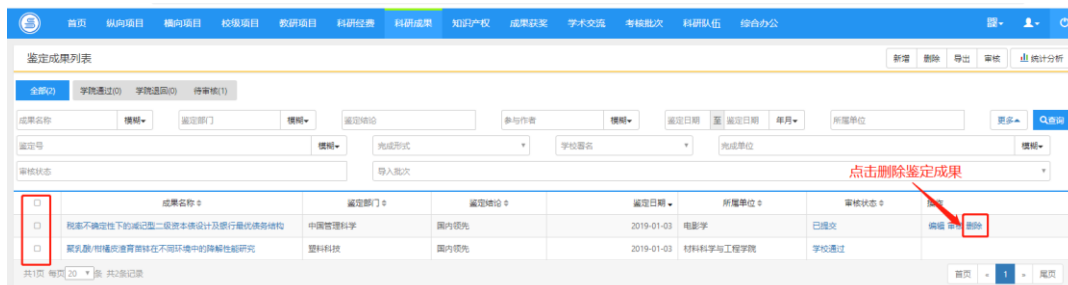 首页 纵向项目 横向项目 校级项目 教研项目 科研经费 科研成果 知识产权 成果获奖 学术交流 考核批次 科研队伍 综合办公
鉴定成果列表 新增 删除 导出 审核 统计分析
全部(2) 学院通过(0) 学院退回(0) 待审核(1)
成果名称 模糊 鉴定部门 模糊 鉴定结论 参与作者 模糊 鉴定日期 至 鉴定日期 年月 所属单位 更多 查询
鉴定号 模糊 完成形式 学校署名 完成单位 模糊
审核状态 导入批次
点击删除鉴定成果
成果名称 鉴定部门 鉴定结论 鉴定日期 所属单位 审核状态
税率不确定性下的减记型二级资本债设计及银行最优债务结构 中国管理科学 国内领先 2019-01-03 电影学 已提交 编辑 审核 删除
聚乳酸/柑橘皮渣育苗钵在不同环境中的降解性能研究 塑料科技 国内领先 2019-01-03 材料科学与工程学院 学校通过
共1页 每页 20 条 共2条记录 首页 « 1 » 尾页